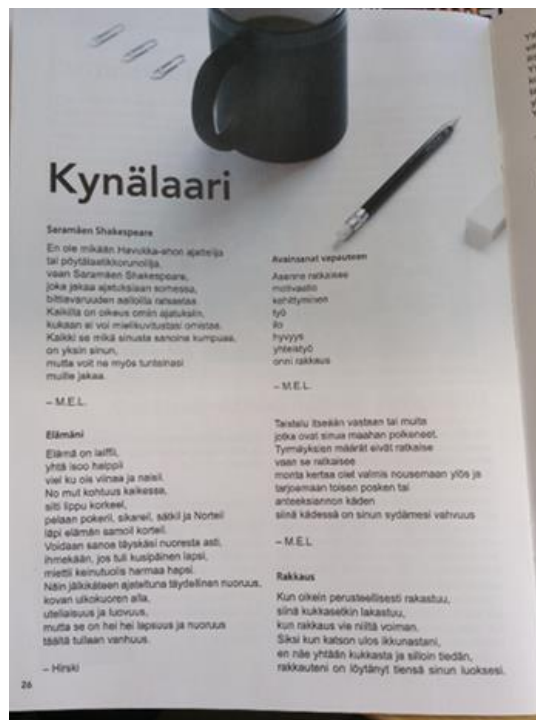 Kynälaari
Saramäen Shakespeare
En ole mikään Havukka-ahon ajattelija
tai pöytälaatikkorunoilija,
vaan Saramäen Shakespeare,
joka jakaa ajatuksiaan somessa,
bittiavaruuden aalloilla ratsastaa.
Kaikilla on oikeus omiin ajatuksiin,
kukaan ei voi mielikuvitustasi omistaa.
Kaikki se mikä sinusta sanoina kumpuaa,
on yksin sinun,
mutta voit ne myös tunteinasi
muille jakaa.
– M.E.L.
Elämäni
Elämä on laiffii,
yhtä isoo haippii
viel ku ois viinaa ja naisii.
No mut kohtuus kaikessa,
silti lippu korkeel,
pelaan pokeril, sikareil, sätkil ja Norteil
läpi elämän samoil korteil.
Voidaan sanoa täyskäsi nuoresta asti,
ihmekään, jos tuli kusipäinen lapsi,
miettii keinutuolis harmaa hapsi.
Näin jälkikäteen ajateltuna täydellinen nuoruus,
kovan ulkokuoren alla,
uteliaisuus ja luovuus,
mutta se on hei hei lapsuus ja nuoruus
täältä tullaan vanhuus.
– Hirski
26
Avainsanat vapauteen
Asenne ratkaisee
motivaatio
kehittyminen
työ
ilo
hyvyys
yhteistyö
onni rakkaus
– M.E.L.
Taistelu itseään vastaan tai muita
jotka ovat sinua maahan polkeneet.
Tyrmäyksien määrät eivät ratkaise
vaan se ratkaisee
monta kertaa olet valmis nousemaan ylös ja
tarjoamaan toisen posken tai
anteeksiannon käden
siinä kädessä on sinun sydämesi vahvuus
– M.E.L
Rakkaus
Kun oikein perusteellisesti rakastuu,
siinä kukkasetkin lakastuu,
kun rakkaus vie niiltä voiman.
Siksi kun katson ulos ikkunastani,
en näe yhtään kukkasta ja silloin tiedän,
rakkauteni on löytänyt tiensä sinun luoksesi.